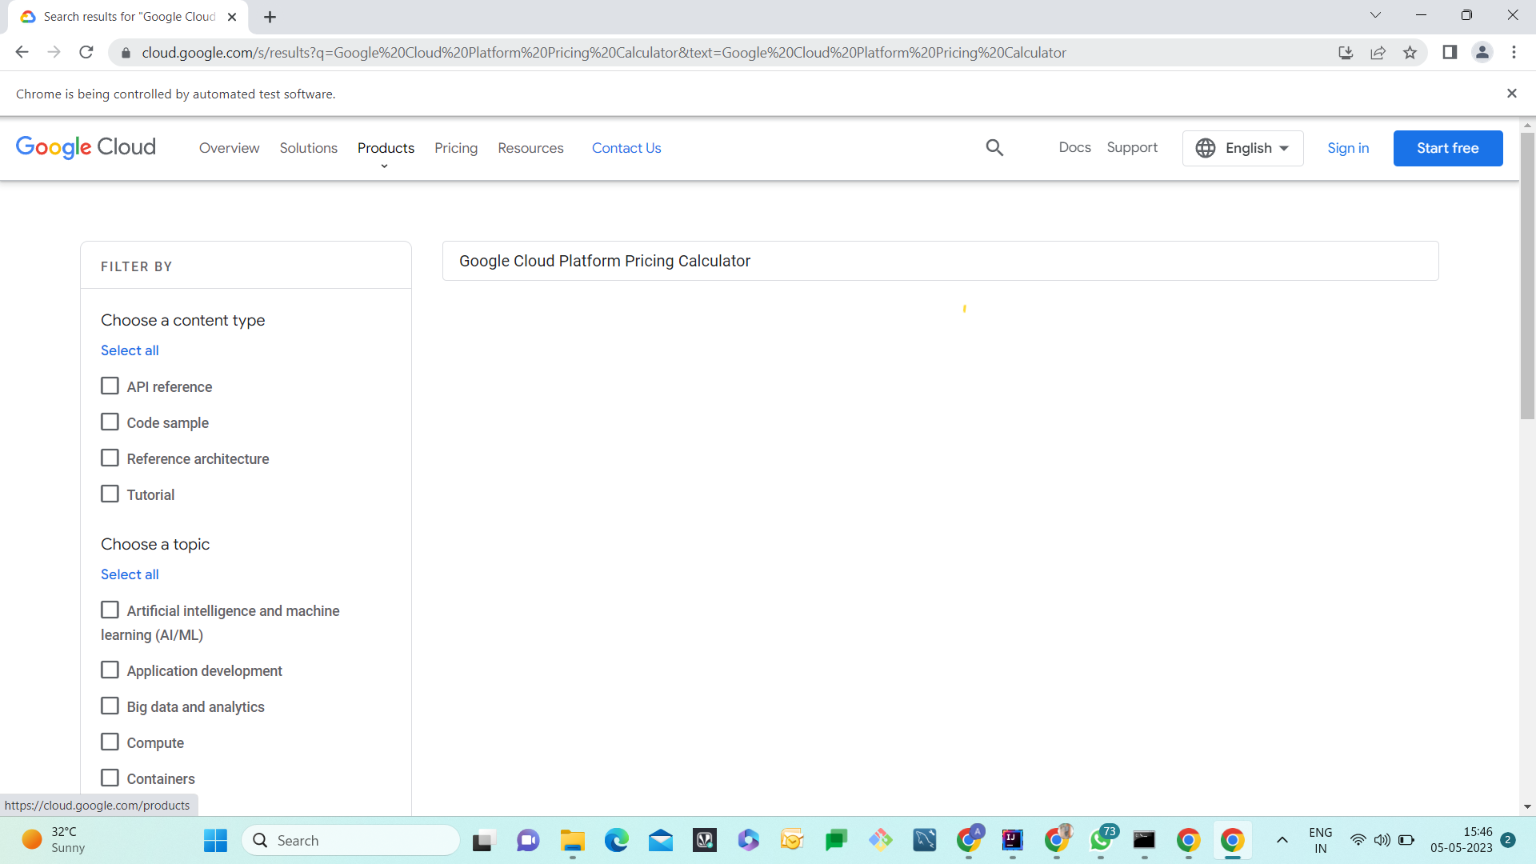 Search results for "Google Cloud
cloud.google.com/s/results?q=Google%20Cloud%20Platform%20Pricing%20Calculator&text=Google%20Cloud%20Platform%20Pricing%20Calculator
Chrome is being controlled by automated test software.
Google Cloud
Overview
Solutions
Products
Pricing
Resources
Contact Us
Docs
Support
English
Sign in
Start free
FILTER BY
Google Cloud Platform Pricing Calculator
Choose a content type
Select all
API reference
Code sample
Reference architecture
Tutorial
Choose a topic
Select all
Artificial intelligence and machine
learning (AI/ML)
Application development
Big data and analytics
Compute
Containers
https://cloud.google.com/products
32°C
Sunny
Search
A
IJ
73
ENG
IN
15:46
05-05-2023
2